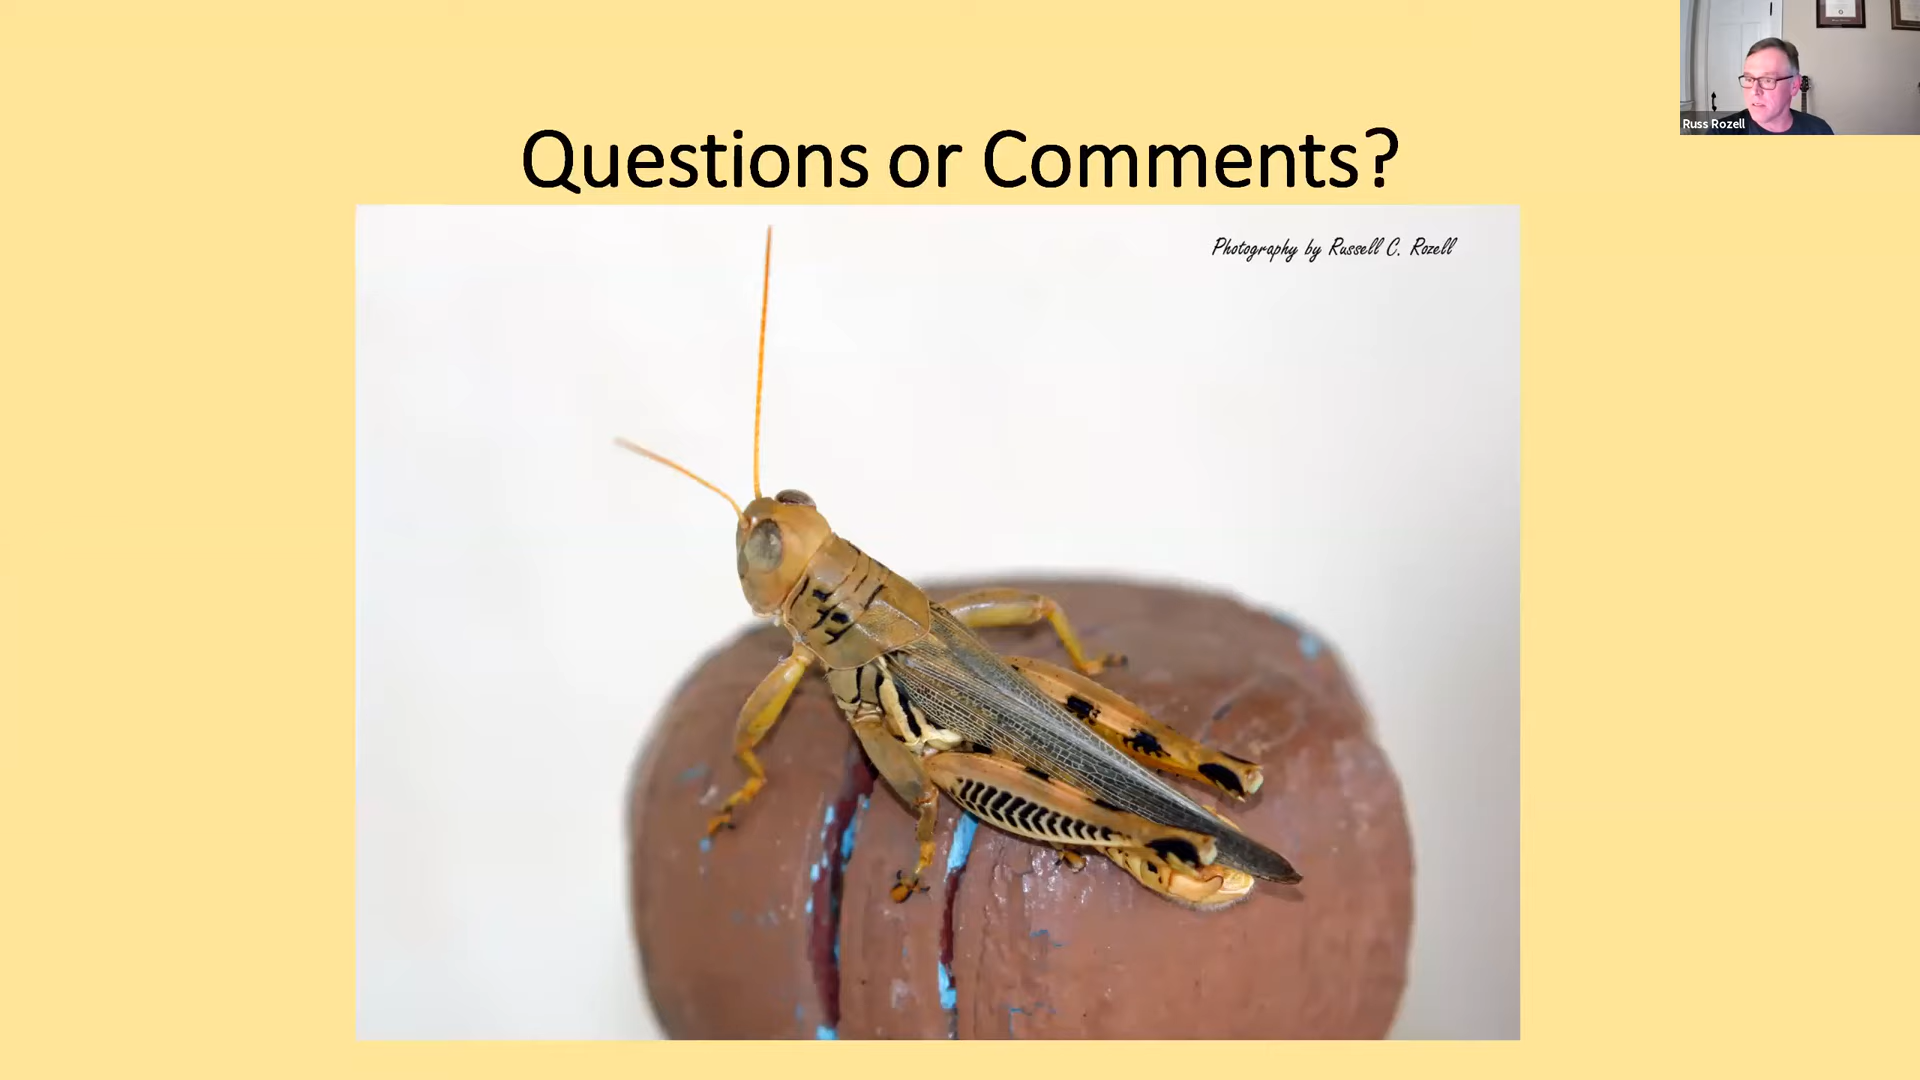 Questions or Comments?
Photography by Russell C. Rozell
Russ Rozell